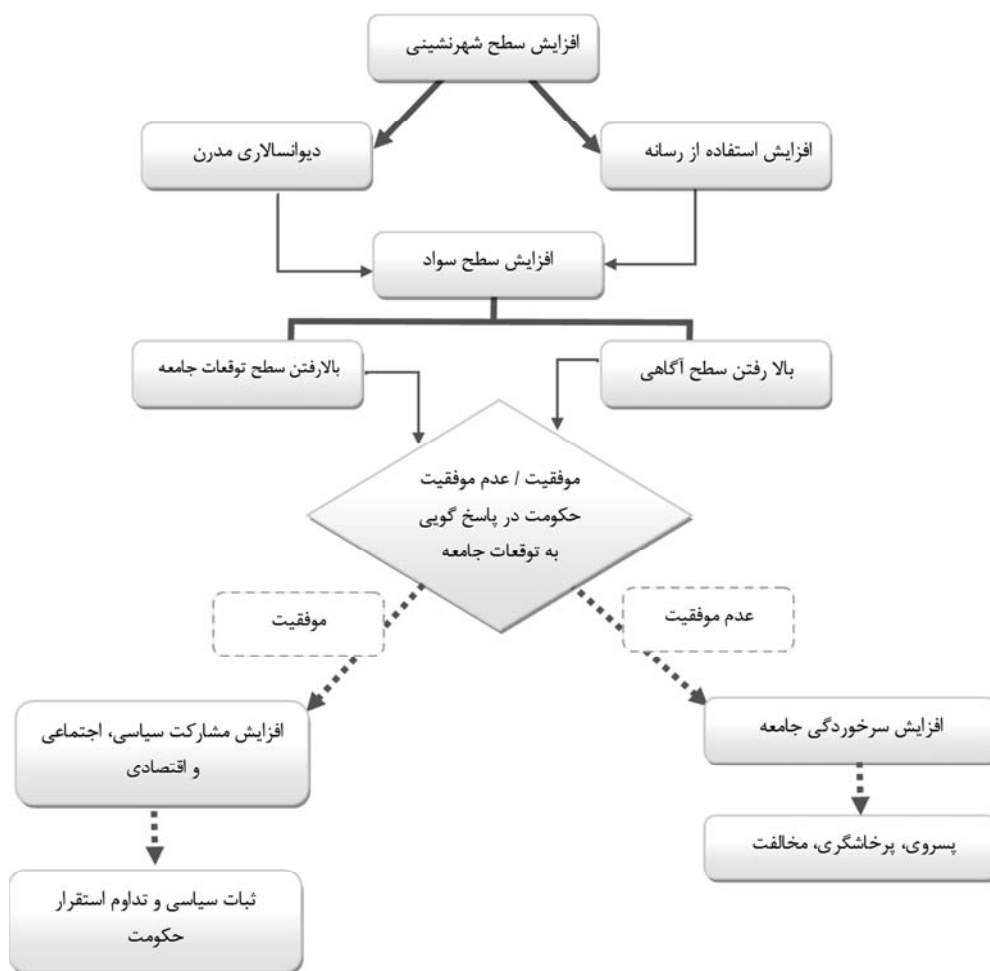 افزایش سطح شهرنشینی
افزایش استفاده از رسانه
دیوانسالاری مدرن
افزایش سطح سواد
بالا رفتن سطح آگاهی
بالارفتن سطح توقعات جامعه
موفقیت / عدم موفقیت
حکومت در پاسخ گویی
به توقعات جامعه
عدم موفقیت
موفقیت
افزایش سرخوردگی جامعه
افزایش مشارکت سیاسی، اجتماعی
و اقتصادی
پسروی، پرخاشگری، مخالفت
ثبات سیاسی و تداوم استقرار
حکومت